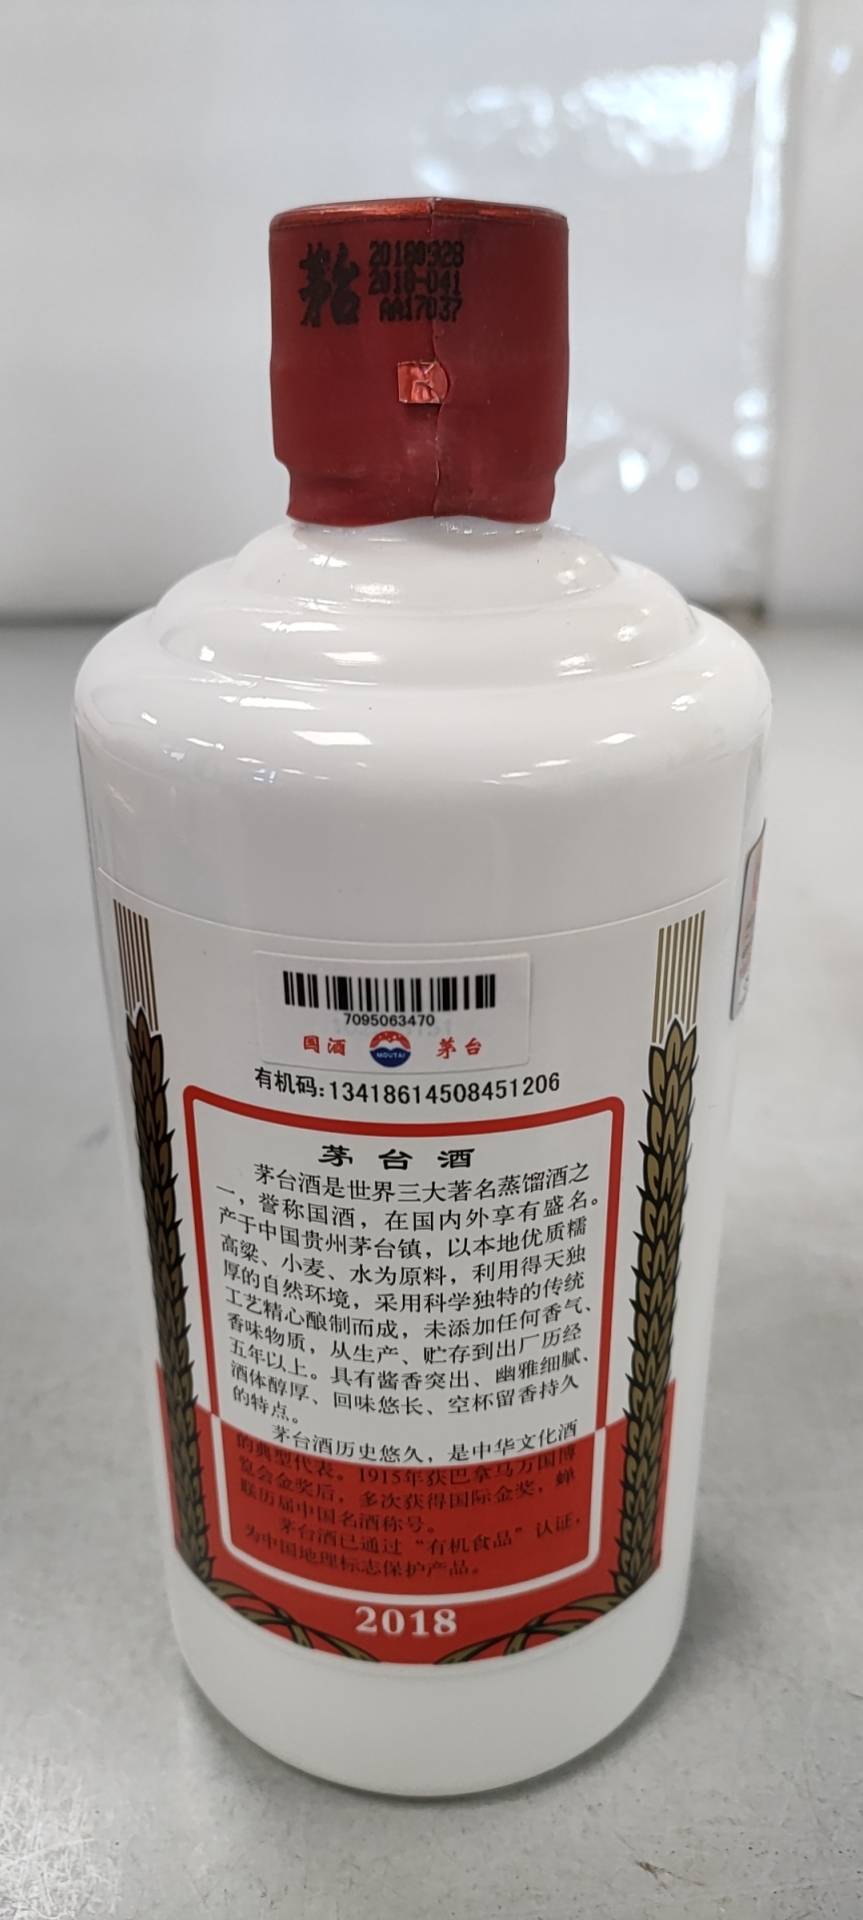 茅台
20180928
2018-041
AA17037
7095063470
国酒 MOUTAI 茅台
有机码:13418614508451206
茅台酒
茅台酒是世界三大著名蒸馏酒之
一，誉称国酒，在国内外享有盛名。
产于中国贵州茅台镇，以本地优质糯
高粱、小麦、水为原料，利用得天独
厚的自然环境，采用科学独特的传统
工艺精心酿制而成，未添加任何香气、
香味物质，从生产、贮存到出厂历经
五年以上。具有酱香突出、幽雅细腻、
酒体醇厚、回味悠长、空杯留香持久
的特点。
茅台酒历史悠久，是中华文化酒
的典型代表。1915年获巴拿马万国博
览会金奖后，多次获得国际金奖，蝉
联历届中国名酒称号。
茅台酒已通过“有机食品”认证，
为中国地理标志保护产品。
2018